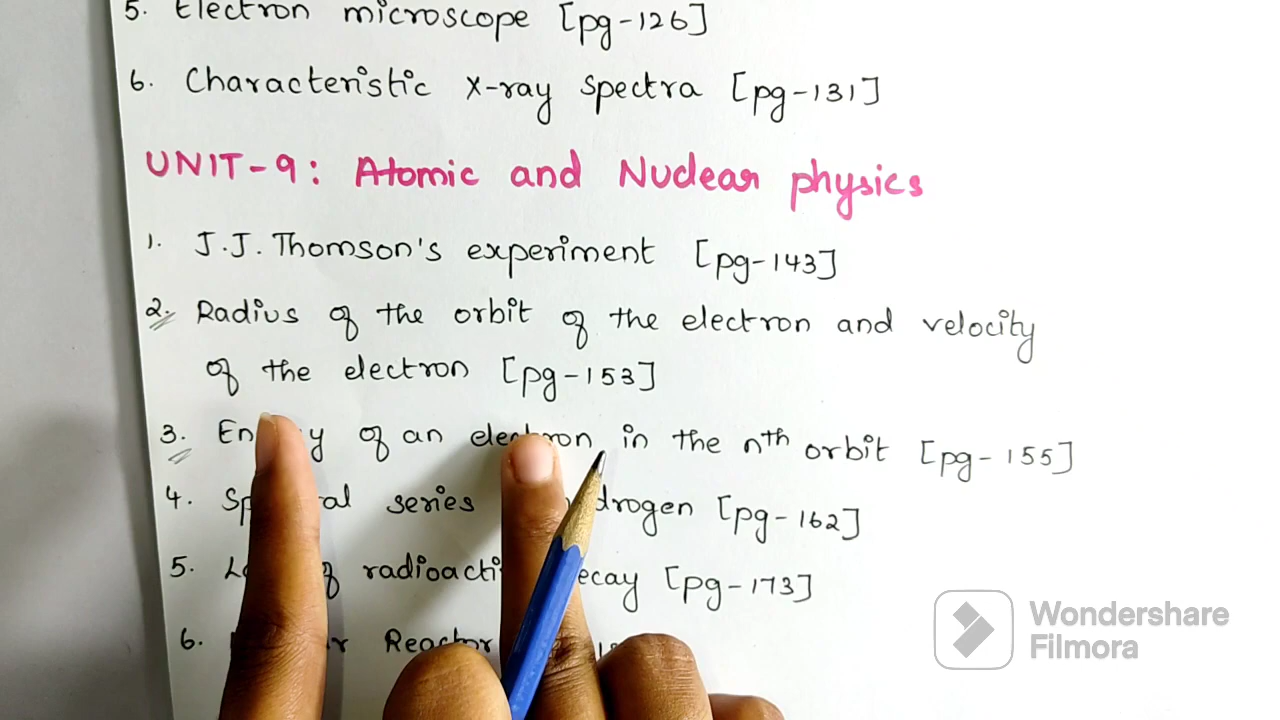 5. Electron microscope [pg-126]
6. Characteristic X-ray spectra [pg-131]
UNIT-9: Atomic and Nuclear physics
1. J.J. Thomson's experiment [pg-143]
2. Radius of the orbit of the electron and velocity
of the electron [pg-153]
3. of an electron in the nth orbit [pg-155]
4. series [pg-162]
5. [pg-173]
6. Reactor
Wondershare
Filmora